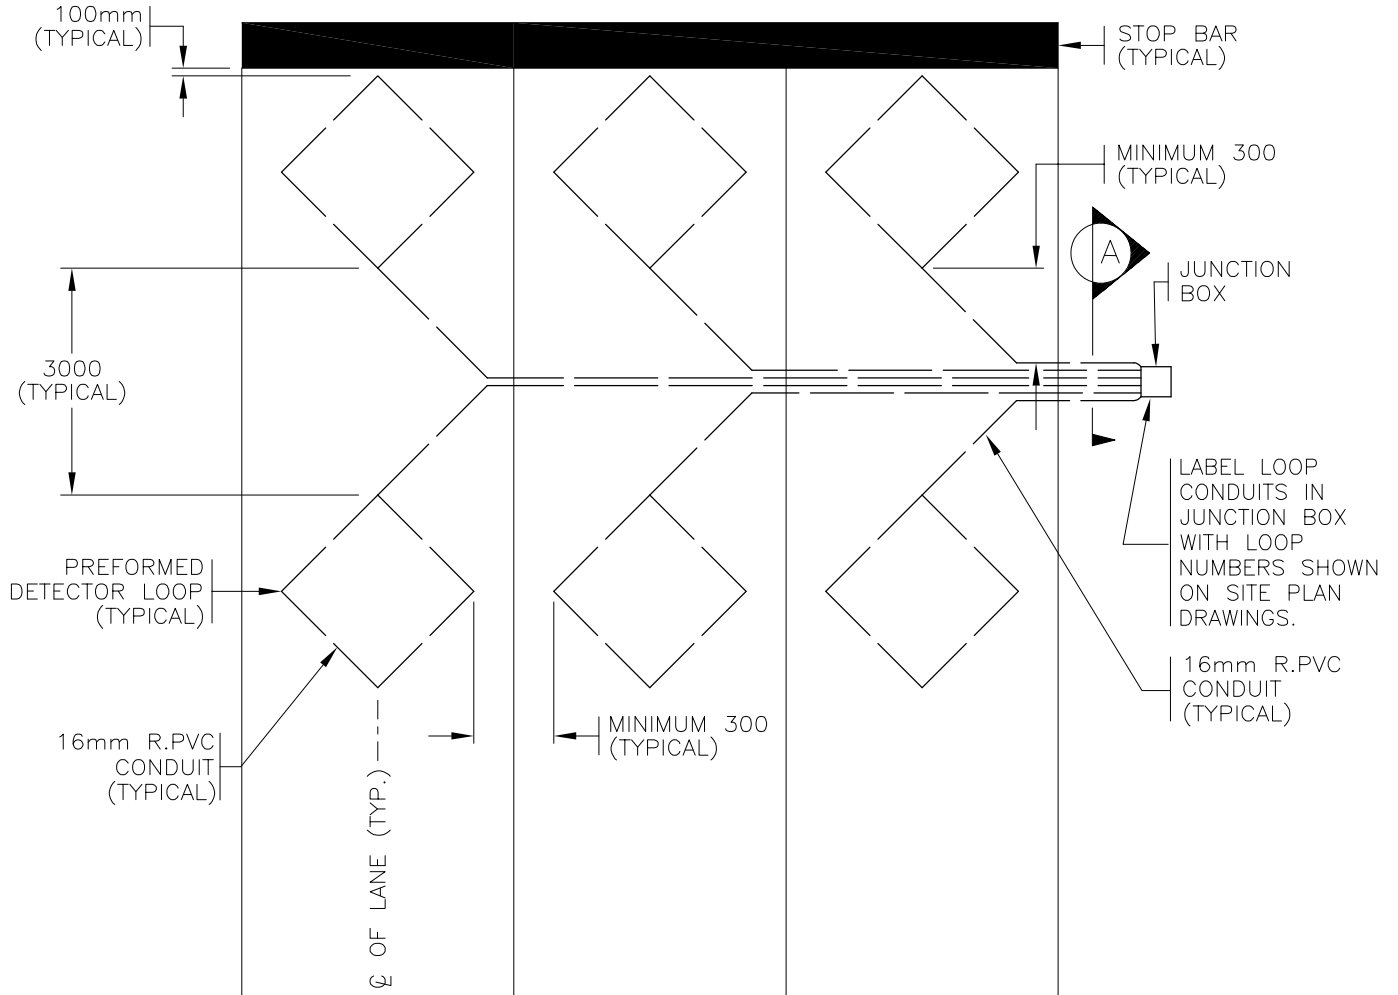 100mm
(TYPICAL)
STOP BAR
(TYPICAL)
MINIMUM 300
(TYPICAL)
A
JUNCTION
BOX
3000
(TYPICAL)
LABEL LOOP
CONDUITS IN
JUNCTION BOX
WITH LOOP
NUMBERS SHOWN
ON SITE PLAN
DRAWINGS.
PREFORMED
DETECTOR LOOP
(TYPICAL)
16mm R.PVC
CONDUIT
(TYPICAL)
MINIMUM 300
(TYPICAL)
16mm R.PVC
CONDUIT
(TYPICAL)
℄ OF LANE (TYP.)